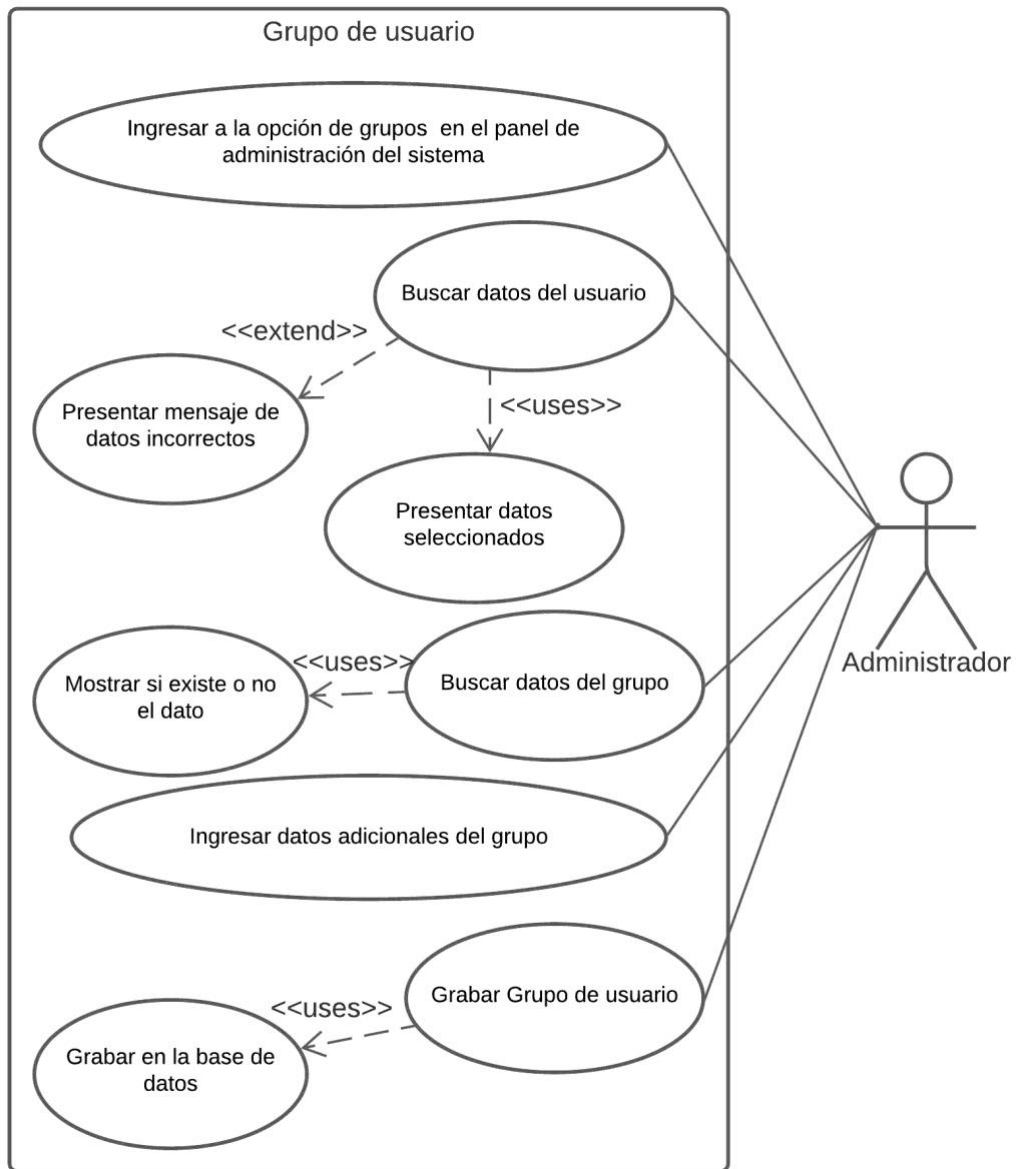 Grupo de usuario
Ingresar a la opción de grupos en el panel de
administración del sistema
Buscar datos del usuario
<<extend>>
Presentar mensaje de
datos incorrectos
<<uses>>
Presentar datos
seleccionados
Administrador
<<uses>>
Mostrar si existe o no
el dato
Buscar datos del grupo
Ingresar datos adicionales del grupo
Grabar Grupo de usuario
<<uses>>
Grabar en la base de
datos